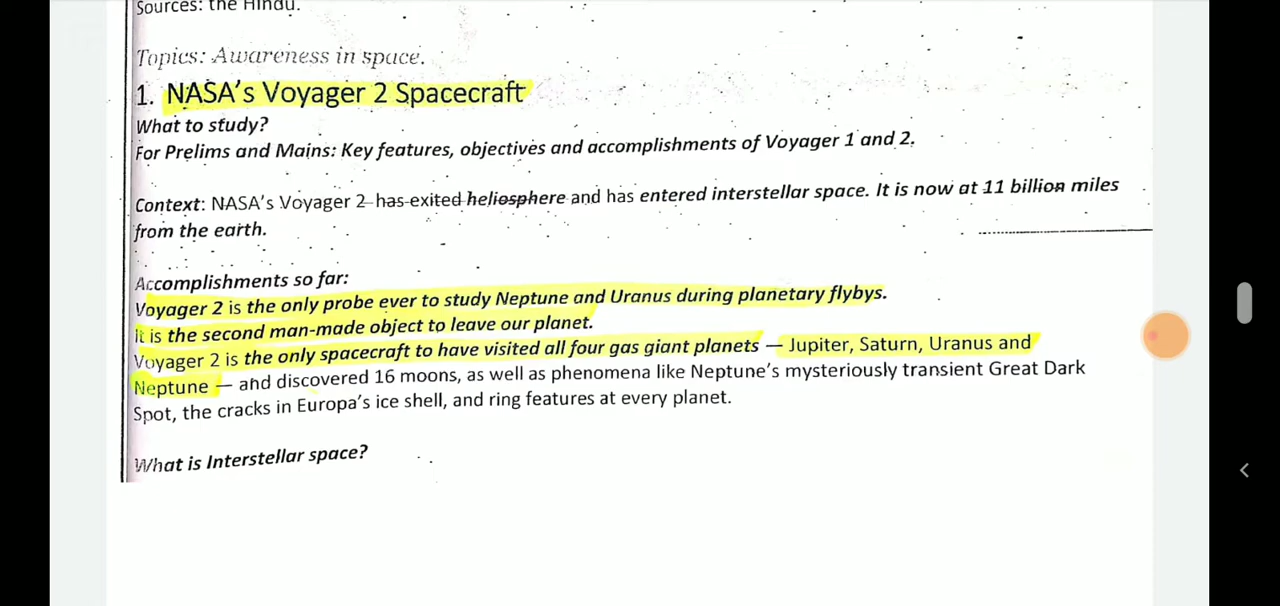 Sources: the Hindu.
Topics: Awareness in space.
1. NASA's Voyager 2 Spacecraft
What to study?
For Prelims and Mains: Key features, objectives and accomplishments of Voyager 1 and 2.
Context: NASA's Voyager 2 has exited heliosphere and has entered interstellar space. It is now at 11 billion miles
from the earth.
Accomplishments so far:
Voyager 2 is the only probe ever to study Neptune and Uranus during planetary flybys.
It is the second man-made object to leave our planet.
Voyager 2 is the only spacecraft to have visited all four gas giant planets — Jupiter, Saturn, Uranus and
Neptune — and discovered 16 moons, as well as phenomena like Neptune's mysteriously transient Great Dark
Spot, the cracks in Europa's ice shell, and ring features at every planet.
What is Interstellar space?